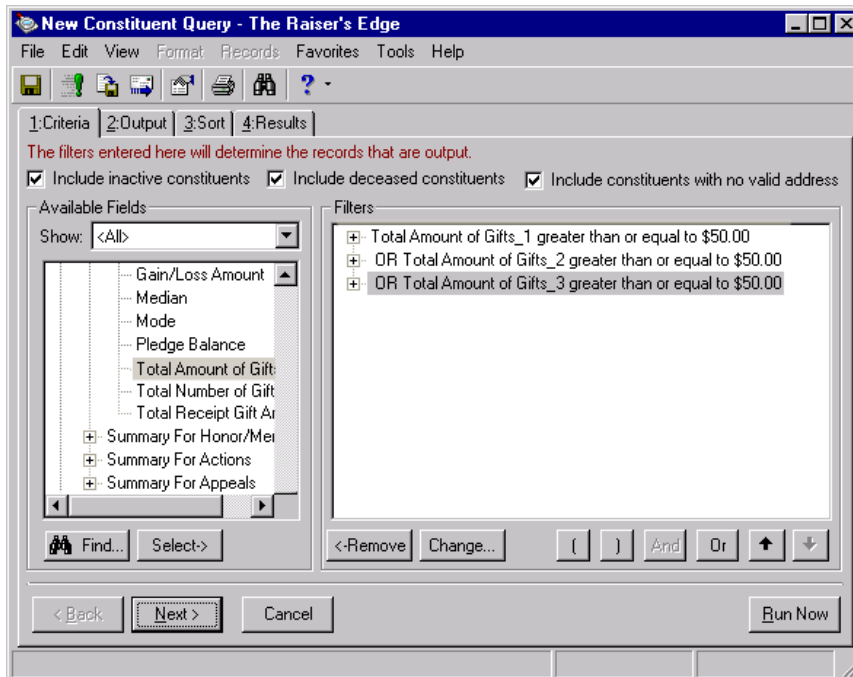 New Constituent Query - The Raiser's Edge
File Edit View Format Records Favorites Tools Help
?
1:Criteria 2:Output 3:Sort 4:Results
The filters entered here will determine the records that are output.
Include inactive constituents Include deceased constituents Include constituents with no valid address
Available Fields
Show: <All>
Gain/Loss Amount
Median
Mode
Pledge Balance
Total Amount of Gift
Total Number of Gift
Total Receipt Gift Ar
Summary For Honor/Mer
Summary For Actions
Summary For Appeals
Find... Select->
Filters
Total Amount of Gifts_1 greater than or equal to $50.00
OR Total Amount of Gifts_2 greater than or equal to $50.00
OR Total Amount of Gifts_3 greater than or equal to $50.00
<-Remove Change... ( ) And Or
< Back Next > Cancel Run Now